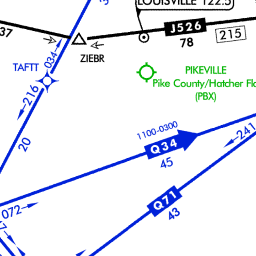 LOUISVILLE 122.5)
37
J526
215
78
ZIEBR
034
TAFTT
PIKEVILLE
Pike County/Hatcher
(PBX)
216
1100-0300
241
Q34
20
45
Q71
072
43